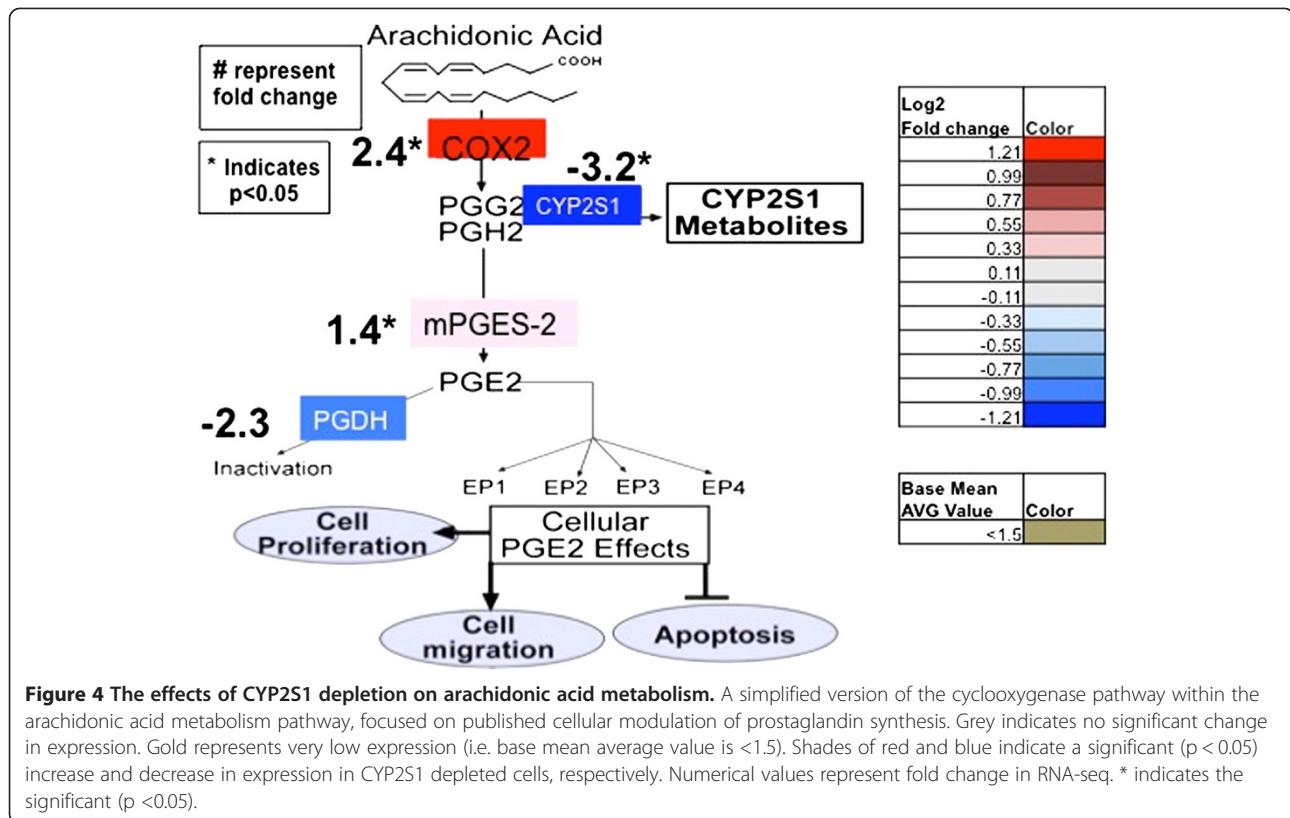 Arachidonic Acid
COOH
# represent
fold change
* Indicates
p<0.05
2.4*
COX2
-3.2*
PGG2
PGH2
CYP2S1
CYP2S1
Metabolites
1.4*
mPGES-2
PGE2
-2.3
PGDH
Inactivation
EP1 EP2 EP3 EP4
Cellular
PGE2 Effects
Cell
Proliferation
Cell
migration
Apoptosis
Log2
Fold change Color
1.21
0.99
0.77
0.55
0.33
0.11
-0.11
-0.33
-0.55
-0.77
-0.99
-1.21
Base Mean
AVG Value Color
<1.5
Figure 4 The effects of CYP2S1 depletion on arachidonic acid metabolism. A simplified version of the cyclooxygenase pathway within the
arachidonic acid metabolism pathway, focused on published cellular modulation of prostaglandin synthesis. Grey indicates no significant change
in expression. Gold represents very low expression (i.e. base mean average value is <1.5). Shades of red and blue indicate a significant (p < 0.05)
increase and decrease in expression in CYP2S1 depleted cells, respectively. Numerical values represent fold change in RNA-seq. * indicates the
significant (p <0.05).